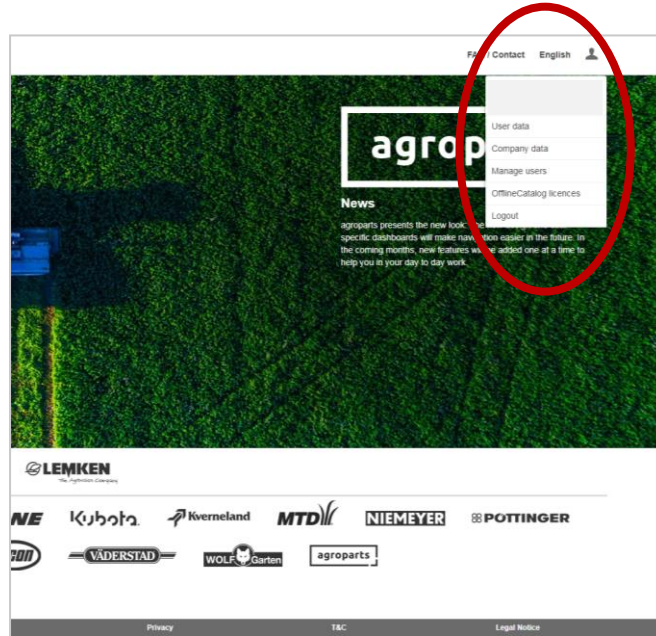 / Contact English
User data
Company data
Manage users
OfflineCatalog licences
Logout
agrop
News
agroparts presents the new look:
specific dashboards will make navigation easier in the future. In
the coming months, new features will be added one at a time to
help you in your day to day work.
LEMKEN
The Agrovision Company
NE Kubota Kverneland MTD NIEMEYER PÖTTINGER
VÄDERSTAD WOLF Garten agroparts
Privacy T&C Legal Notice